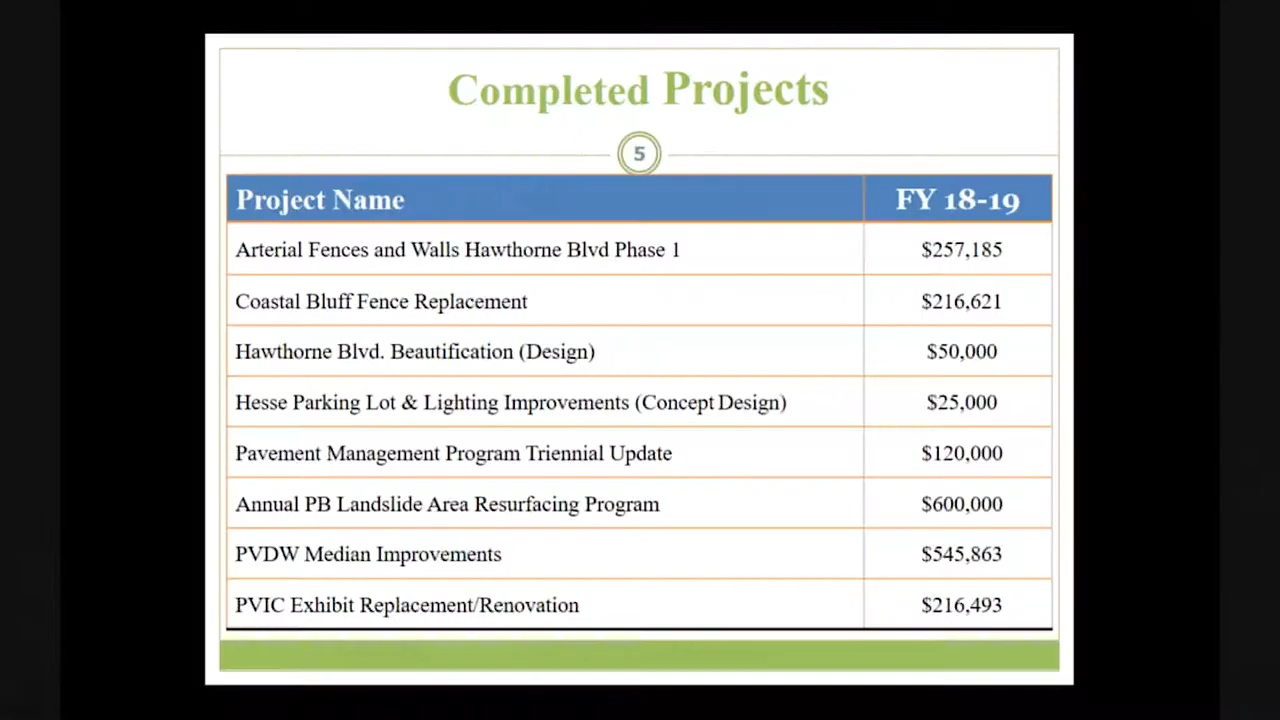 Completed Projects
5
Project Name FY 18-19
Arterial Fences and Walls Hawthorne Blvd Phase 1 $257,185
Coastal Bluff Fence Replacement $216,621
Hawthorne Blvd. Beautification (Design) $50,000
Hesse Parking Lot & Lighting Improvements (Concept Design) $25,000
Pavement Management Program Triennial Update $120,000
Annual PB Landslide Area Resurfacing Program $600,000
PVDW Median Improvements $545,863
PVIC Exhibit Replacement/Renovation $216,493